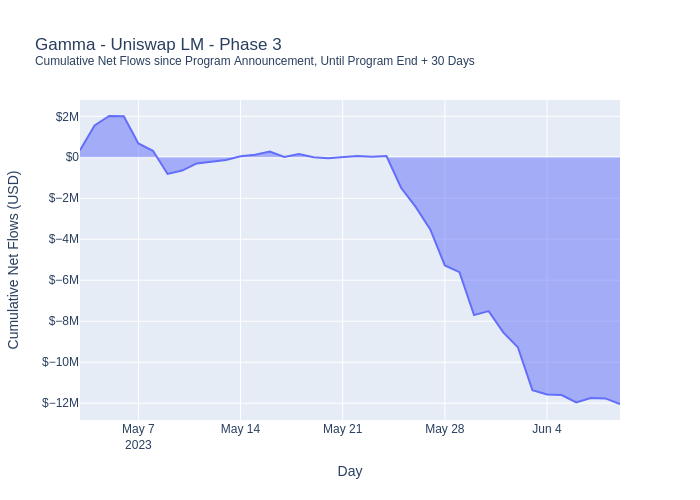 Gamma - Uniswap LM - Phase 3
Cumulative Net Flows since Program Announcement, Until Program End + 30 Days
Cumulative Net Flows (USD)
$2M
$0
$−2M
$−4M
$−6M
$−8M
$−10M
$−12M
May 7
2023
May 14
May 21
May 28
Jun 4
Day